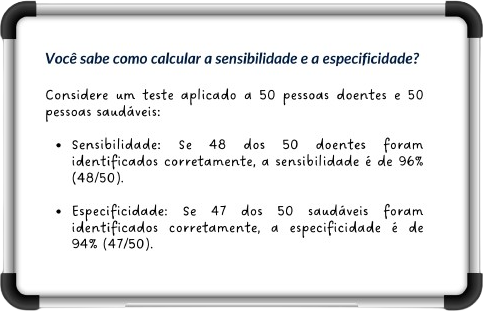 Você sabe como calcular a sensibilidade e a especificidade?
Considere um teste aplicado a 50 pessoas doentes e 50
pessoas saudáveis:
• Sensibilidade: Se 48 dos 50 doentes foram
identificados corretamente, a sensibilidade é de 96%
(48/50).
• Especificidade: Se 47 dos 50 saudáveis foram
identificados corretamente, a especificidade é de
94% (47/50).